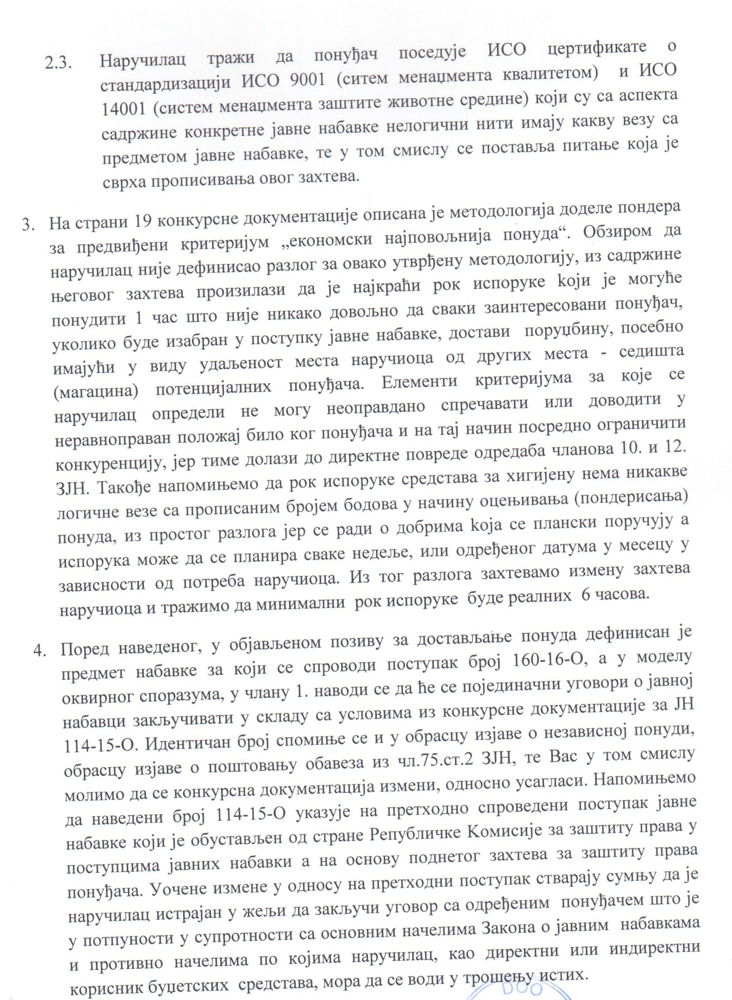 2.3. Наручилац тражи да понуђач поседује ИСО цертификате о
стандардизацији ИСО 9001 (ситем менаџмента квалитетом) и ИСО
14001 (систем менаџмента заштите животне средине) који су са аспекта
садржине конкретне јавне набавке нелогични нити имају какву везу са
предметом јавне набавке, те у том смислу се поставља питање која је
сврха прописивања овог захтева.
3. На страни 19 конкурсне документације описана је методологија доделе пондера
за предвиђени критеријум „економски најповољнија понуда“. Обзиром да
наручилац није дефинисао разлог за овако утврђену методологију, из садржине
његовог захтева произилази да је најкраћи рок испоруке који је могуће
понудити 1 час што није никако довољно да сваки заинтересовани понуђач,
уколико буде изабран у поступку јавне набавке, достави поруџбину, посебно
имајући у виду удаљеност места наручиоца од других места - седишта
(магацина) потенцијалних понуђача. Елементи критеријума за које се
наручилац определи не могу неоправдано спречавати или доводити у
неравноправан положај било ког понуђача и на тај начин посредно ограничити
конкуренцију, јер тиме долази до директне повреде одредаба чланова 10. и 12.
ЗЈН. Такође напомињемо да рок испоруке средстава за хигијену нема никакве
логичне везе са прописаним бројем бодова у начину оцењивања (пондерисања)
понуда, из простог разлога јер се ради о добрима која се плански поручују а
испорука може да се планира сваке недеље, или одређеног датума у месецу у
зависности од потреба наручиоца. Из тог разлога захтевамо измену захтева
наручиоца и тражимо да минимални рок испоруке буде реалних 6 часова.
4. Поред наведеног, у објављеном позиву за достављање понуда дефинисан је
предмет набавке за који се спроводи поступак број 160-16-О, а у моделу
оквирног споразума, у члану 1. наводи се да ће се појединачни уговори о јавној
набавци закључивати у складу са условима из конкурсне документације за ЈН
114-15-О. Идентичан број спомиње се и у обрасцу изјаве о независној понуди,
обрасцу изјаве о поштовању обавеза из чл.75.ст.2 ЗЈН, те Вас у том смислу
молимо да се конкурсна документација измени, односно усагласи. Напомињемо
да наведени број 114-15-О указује на претходно спроведени поступак јавне
набавке који је обустављен од стране Републичке Комисије за заштиту права у
поступцима јавних набавки а на основу поднетог захтева за заштиту права
понуђача. Уочене измене у односу на претходни поступак стварају сумњу да је
наручилац истрајан у жељи да закључи уговор са одређеним понуђачем што је
у потпуности у супротности са основним начелима Закона о јавним набавкама
и противно начелима по којима наручилац, као директни или индиректни
корисник буџетских средстава, мора да се води у трошењу истих.
DOO